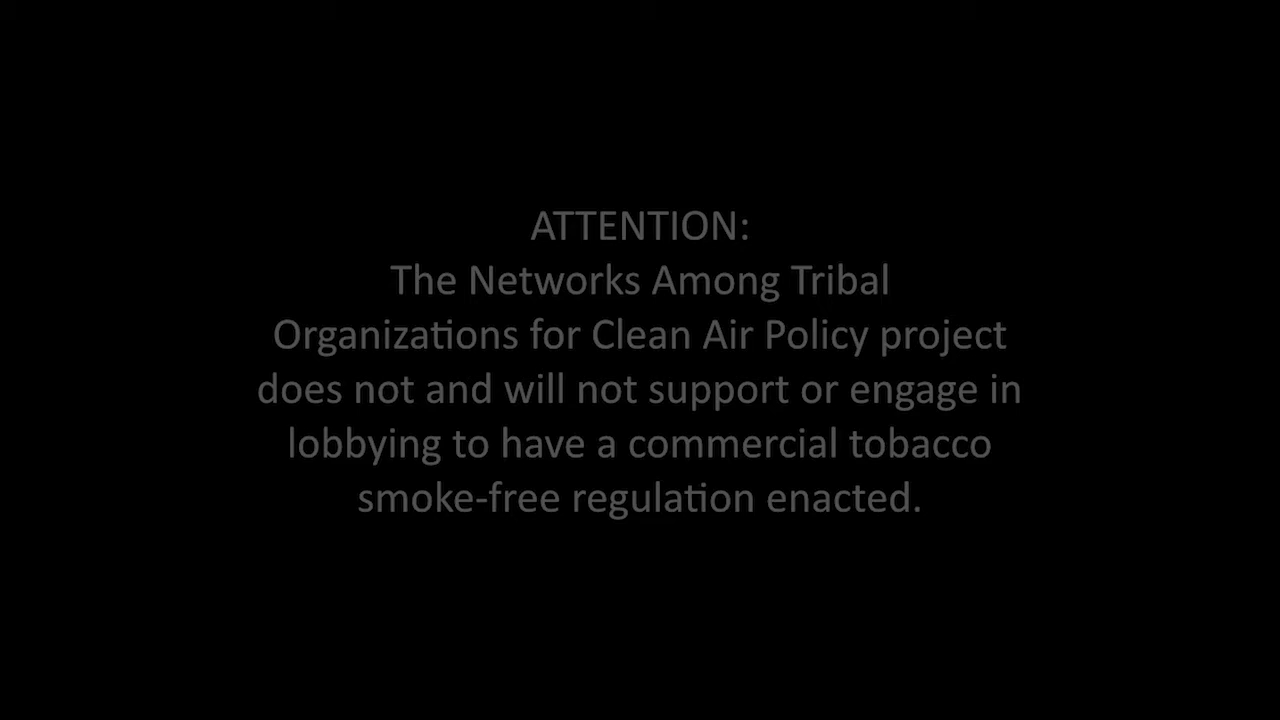 ATTENTION:
The Networks Among Tribal
Organizations for Clean Air Policy project
does not and will not support or engage in
lobbying to have a commercial tobacco
smoke-free regulation enacted.